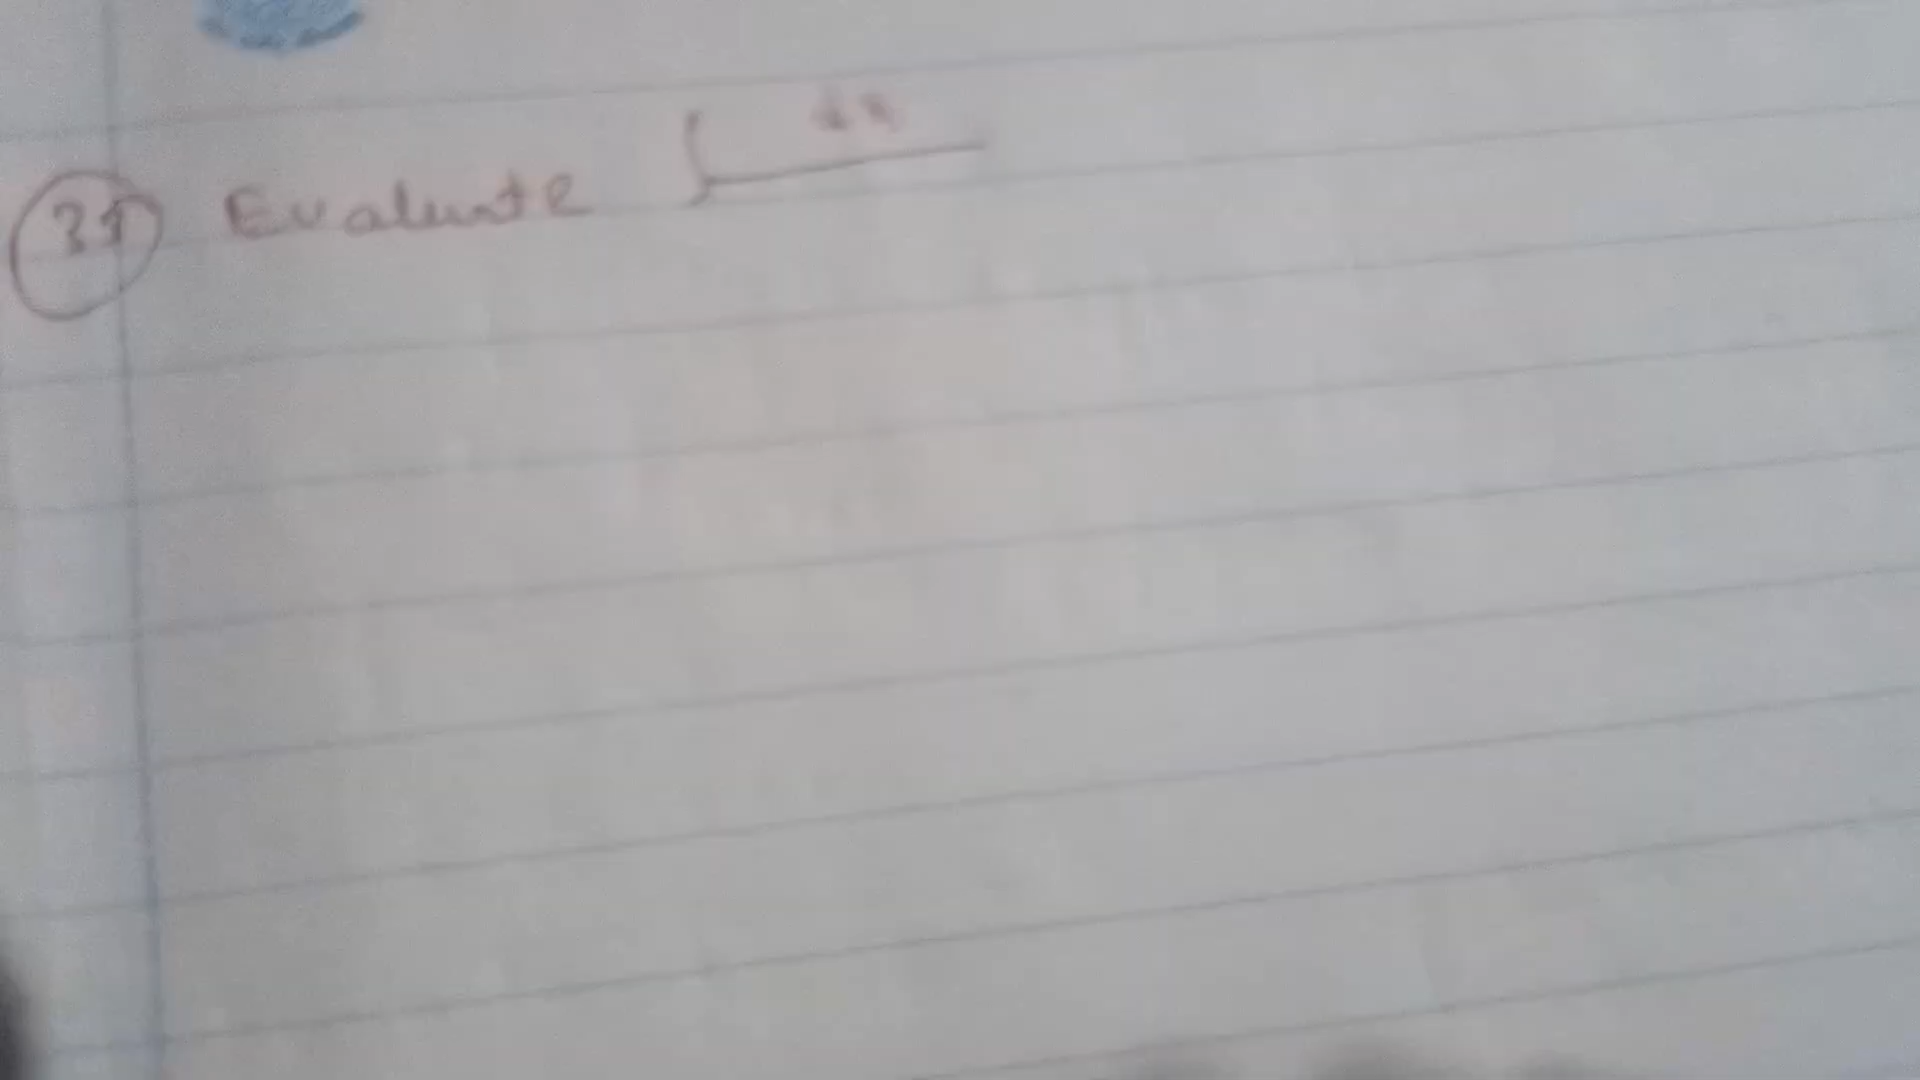 31 Evaluate ∫ dx